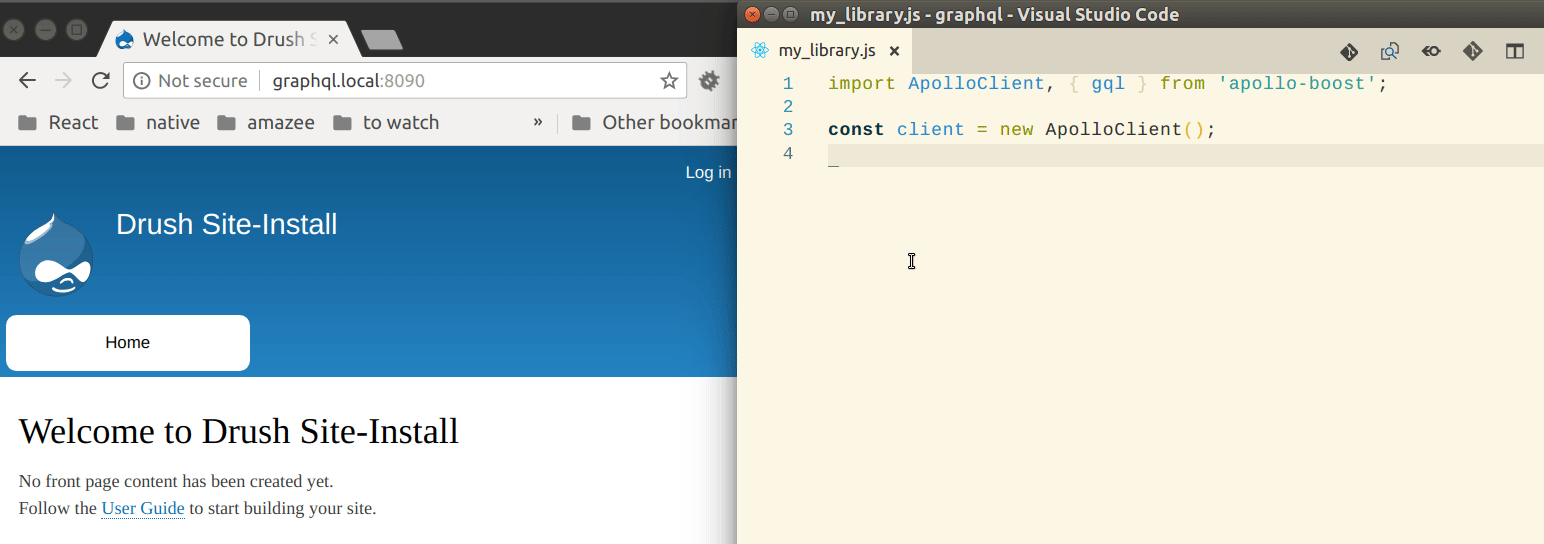 Welcome to Drush S
Not secure graphql.local:8090
React native amazee to watch » Other bookmar
Log in
Drush Site-Install
Home
Welcome to Drush Site-Install
No front page content has been created yet.
Follow the User Guide to start building your site.
my_library.js - graphql - Visual Studio Code
my_library.js
1 import ApolloClient, { gql } from 'apollo-boost';
2
3 const client = new ApolloClient();
4